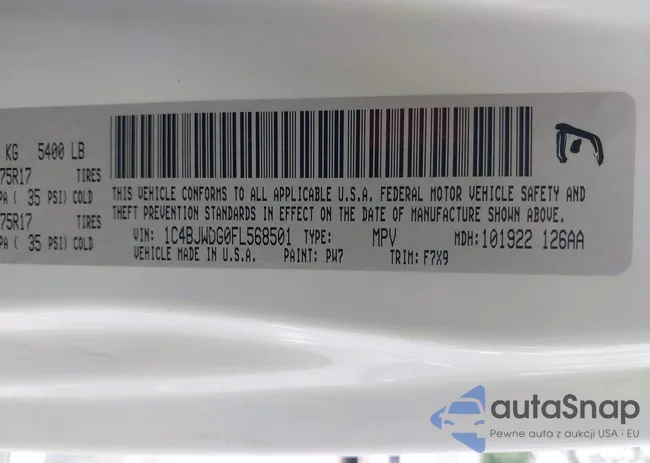 KG 5400 LB
75R17 TIRES
PA ( 35 PSI) COLD
75R17 TIRES
PA ( 35 PSI) COLD
THIS VEHICLE CONFORMS TO ALL APPLICABLE U.S.A. FEDERAL MOTOR VEHICLE SAFETY AND
THEFT PREVENTION STANDARDS IN EFFECT ON THE DATE OF MANUFACTURE SHOWN ABOVE.
VIN: 1C4BJWDG0FL568501 TYPE: MPV MDH: 101922 126AA
VEHICLE MADE IN U.S.A. PAINT: PW7 TRIM: F7X9
autaSnap
Pewne auta z aukcji USA i EU